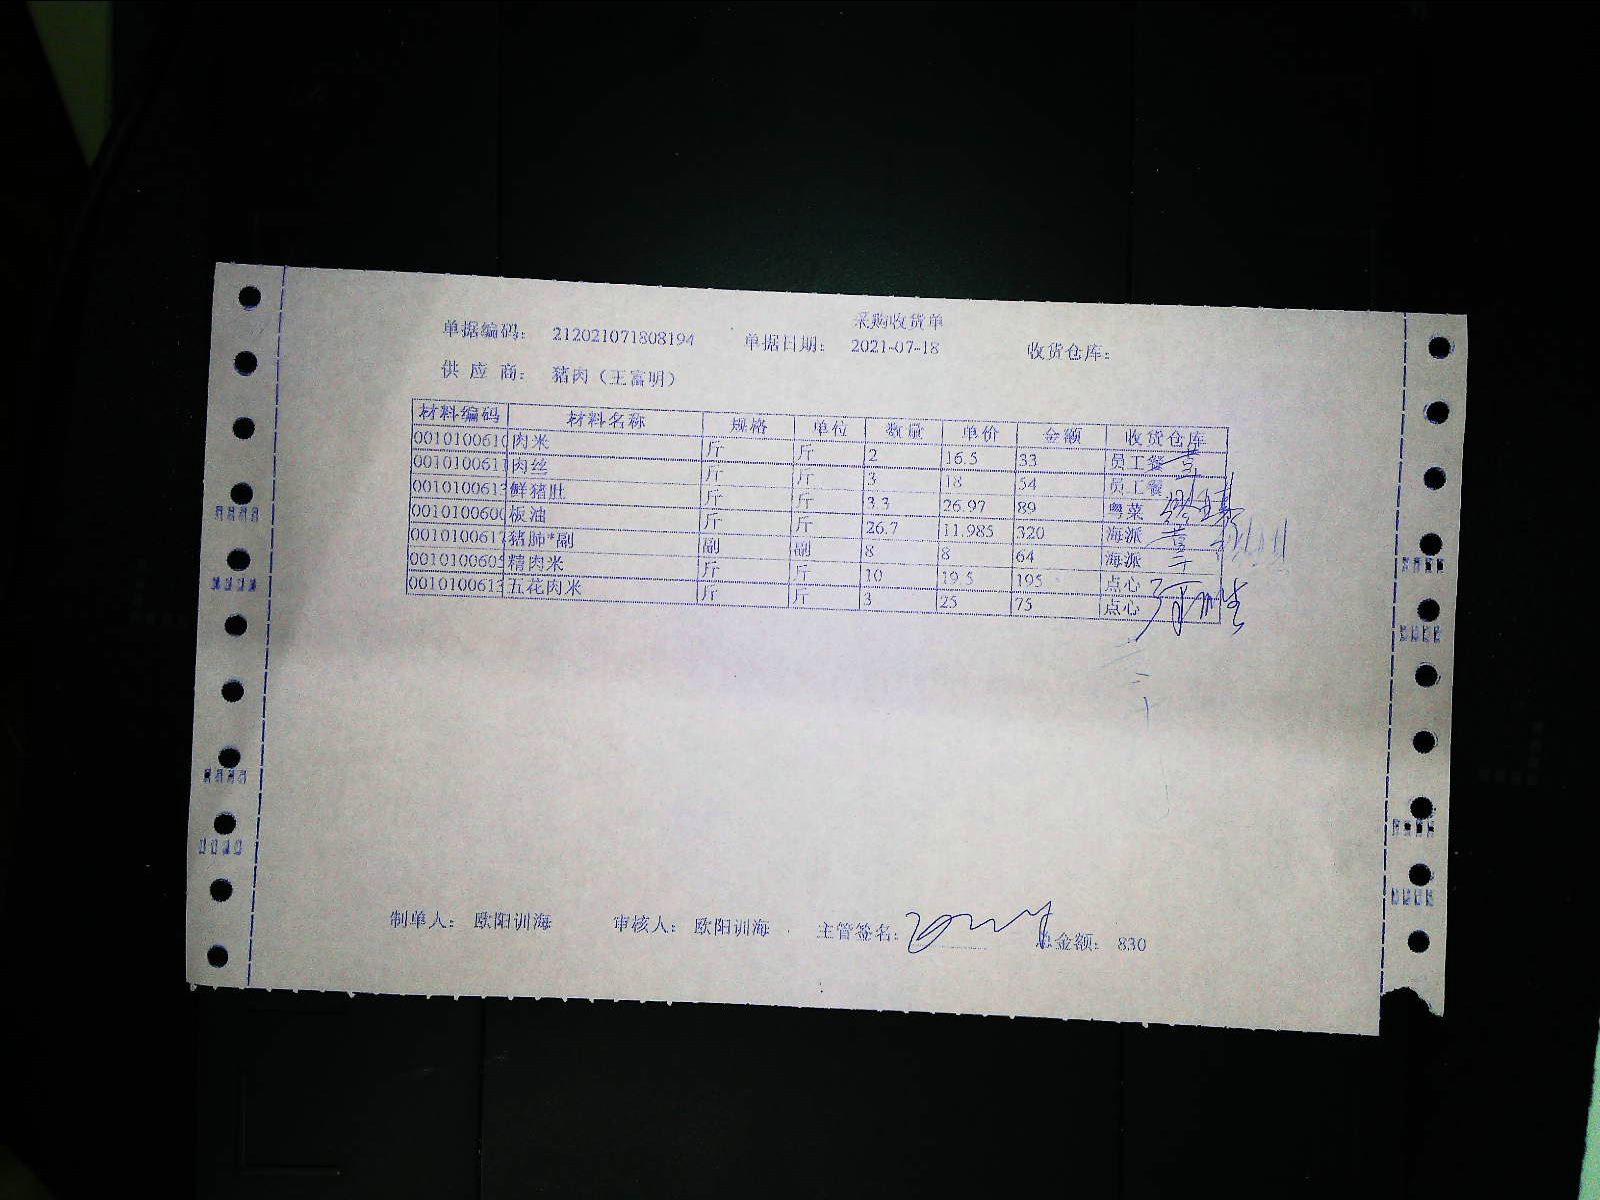 采购收货单
单据编码： 212021071808194 单据日期： 2021-07-18 收货仓库：
供 应 商： 猪肉（王富明）
材料编码 材料名称 规格 单位 数量 单价 金额 收货仓库
0010100610 肉米 斤 斤 2 16.5 33 员工餐
0010100611 肉丝 斤 斤 3 18 54 员工餐
0010100613 鲜猪肚 斤 斤 3.3 26.97 89 粤菜
0010100600 板油 斤 斤 26.7 11.985 320 海派
0010100617 猪肺*副 副 副 8 8 64 海派
0010100605 精肉米 斤 斤 10 19.5 195 点心
0010100613 五花肉米 斤 斤 3 25 75 点心
制单人： 欧阳训海 审核人： 欧阳训海 主管签名： 总金额： 830